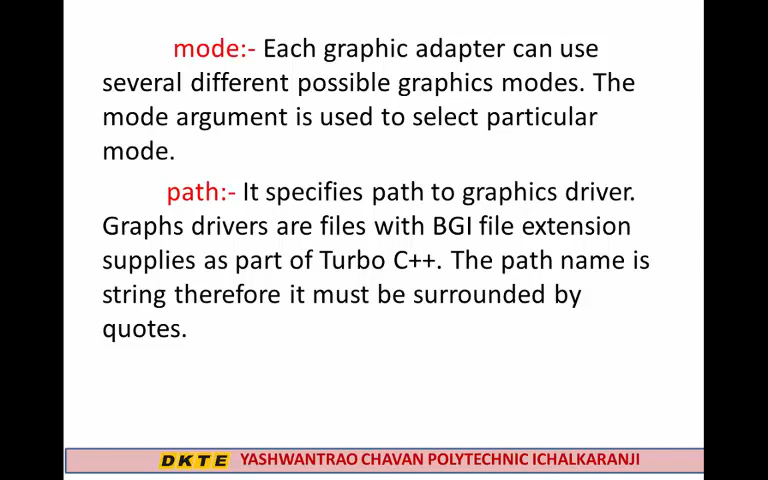 mode:- Each graphic adapter can use
several different possible graphics modes. The
mode argument is used to select particular
mode.
path:- It specifies path to graphics driver.
Graphs drivers are files with BGI file extension
supplies as part of Turbo C++. The path name is
string therefore it must be surrounded by
quotes.
DKTE YASHWANTRAO CHAVAN POLYTECHNIC ICHALKARANJI